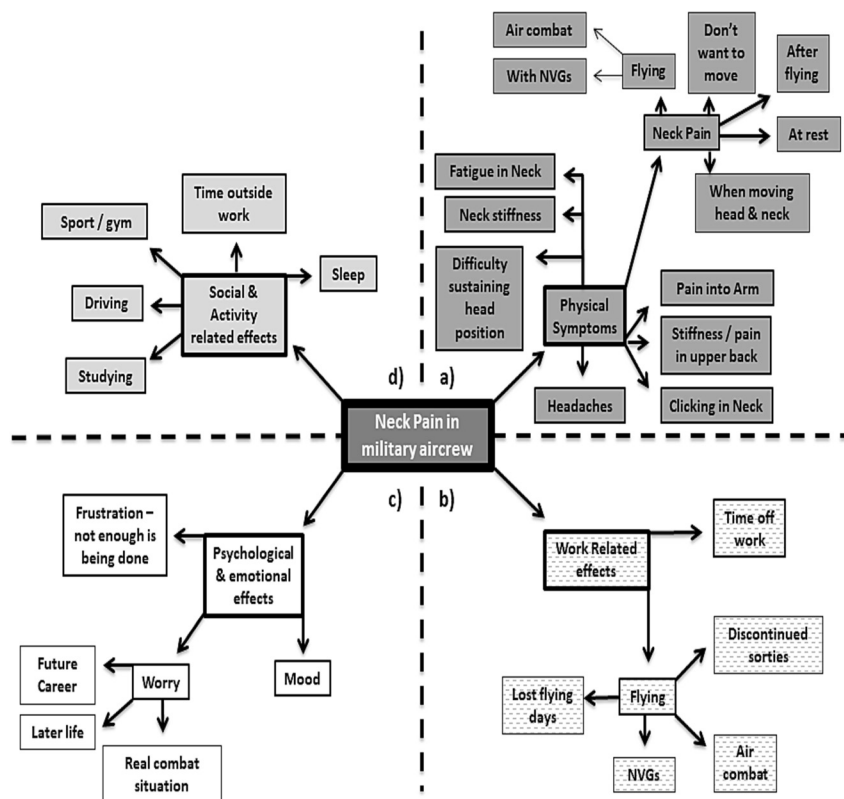 Air combat
With NVGs
Flying
Don't
want to
move
After
flying
Neck Pain
At rest
When moving
head & neck
Fatigue in Neck
Neck stiffness
Difficulty
sustaining
head
position
Physical
Symptoms
Pain into Arm
Stiffness / pain
in upper back
Clicking in Neck
Headaches
Time outside
work
Sport / gym
Sleep
Driving
Social &
Activity
related effects
Studying
d)
a)
Neck Pain in
military aircrew
c)
b)
Frustration –
not enough is
being done
Psychological
& emotional
effects
Future
Career
Worry
Mood
Later life
Real combat
situation
Work Related
effects
Time off
work
Discontinued
sorties
Lost flying
days
Flying
NVGs
Air
combat